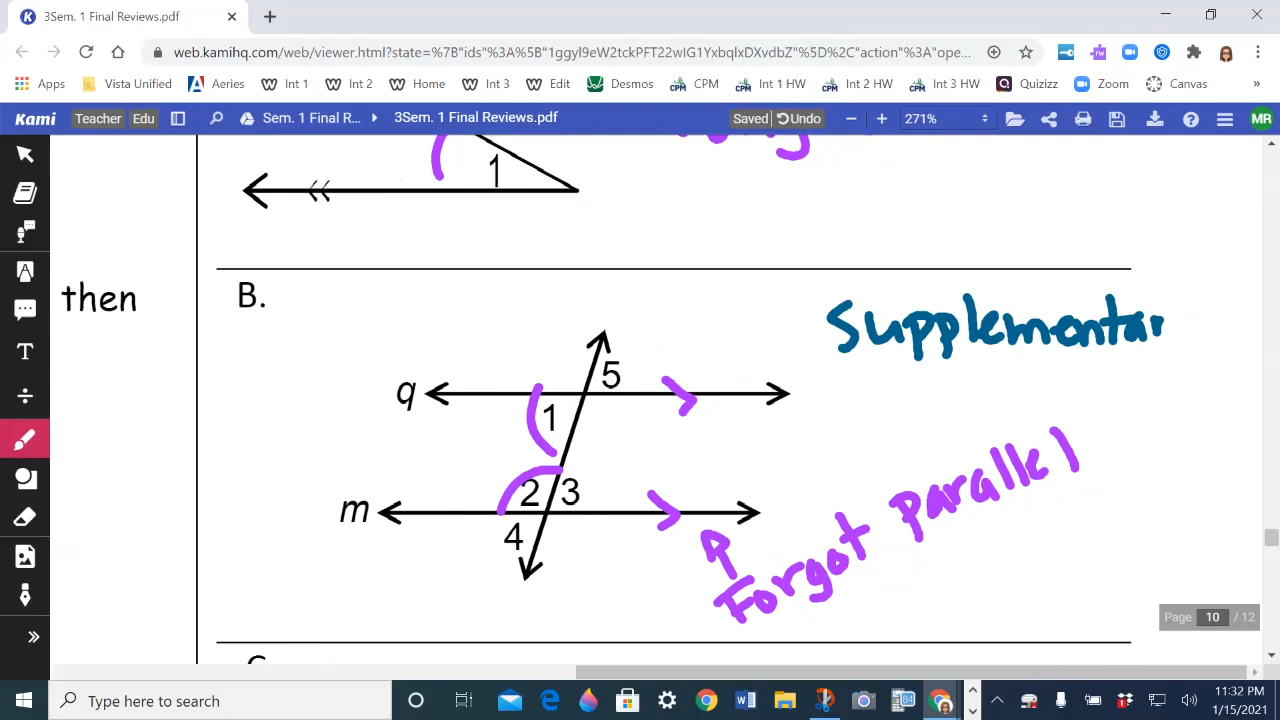 3Sem. 1 Final Reviews.pdf
web.kamihq.com/web/viewer.html?state=%7B"ids"%3A%5B"1ggyI9eW2tckPFT22wIG1YxTqlxDXvdbZ"%5D%2C"action"%3A"ope...
Apps Vista Unified Aeries Int 1 Int 2 Home Int 3 Edit Desmos CPM Int 1 HW Int 2 HW Int 3 HW Quizizz Zoom Canvas »
Kami Teacher Edu Sem. 1 Final R... 3Sem. 1 Final Reviews.pdf Saved Undo 271% MR
1
then
B.
Supplementar
5
q
1
Forgot parallel
2 3
m
4
Page 10 / 12
Type here to search
11:32 PM
1/15/2021